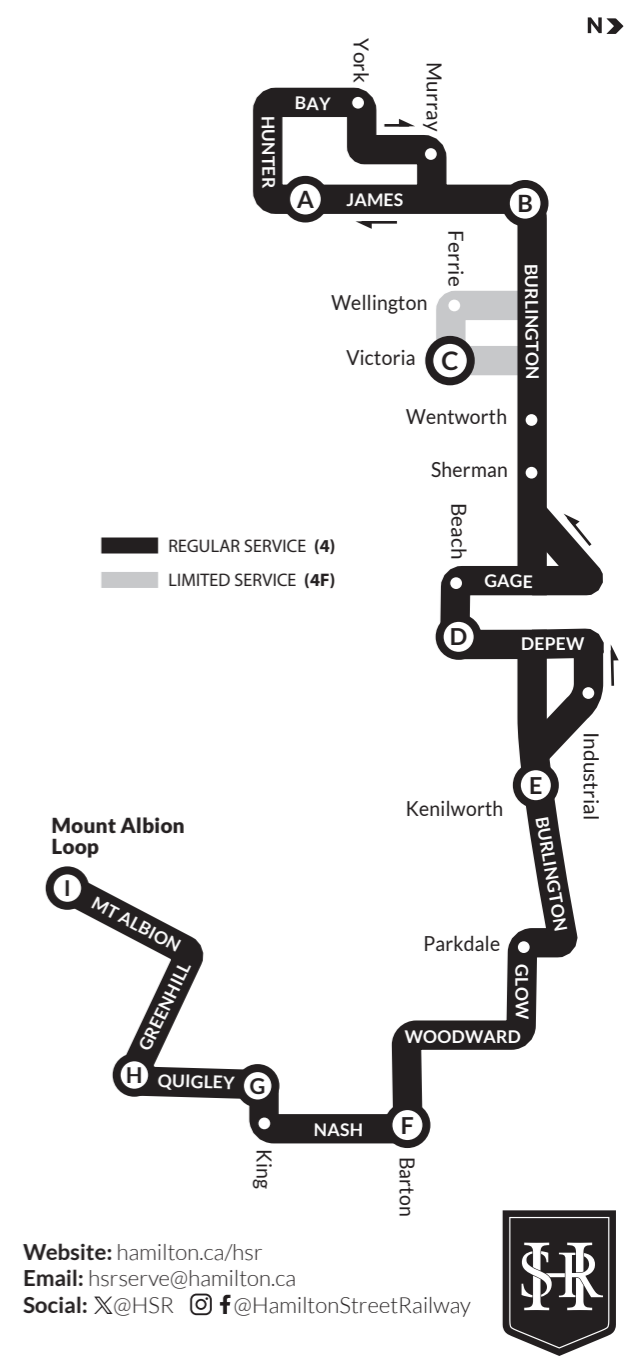 N
York
Murray
BAY
HUNTER
A
JAMES
B
Ferrie
BURLINGTON
Wellington
Victoria
C
Wentworth
Sherman
Beach
REGULAR SERVICE (4)
LIMITED SERVICE (4F)
GAGE
D
DEPEW
Industrial
E
Kenilworth
BURLINGTON
Mount Albion
Loop
I
MT ALBION
GREENHILL
Parkdale
GLOW
WOODWARD
H
QUIGLEY
G
F
NASH
King
Barton
Website: hamilton.ca/hsr
Email: hsrserve@hamilton.ca
Social: X@HSR f@HamiltonStreetRailway
HSR